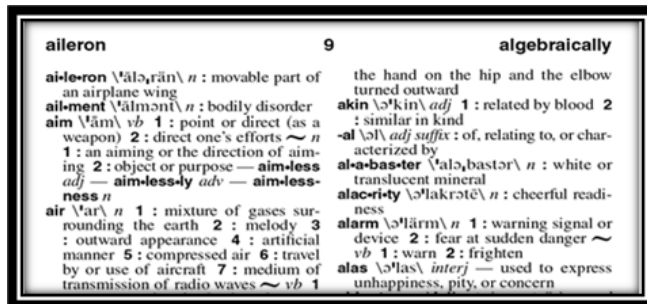 aileron 9 algebraically
ai•le•ron \ˈāləˌrän\ n : movable part of
an airplane wing
ail•ment \ˈālmənt\ n : bodily disorder
aim \ˈām\ vb 1 : point or direct (as a
weapon) 2 : direct one's efforts ~ n
1 : an aiming or the direction of aim-
ing 2 : object or purpose — aim•less
adj — aim•less•ly adv — aim•less-
ness n
air \ˈar\ n 1 : mixture of gases sur-
rounding the earth 2 : melody 3
: outward appearance 4 : artificial
manner 5 : compressed air 6 : travel
by or use of aircraft 7 : medium of
transmission of radio waves ~ vb 1
the hand on the hip and the elbow
turned outward
akin \əˈkin\ adj 1 : related by blood 2
: similar in kind
-al \əl\ adj suffix : of, relating to, or char-
acterized by
al•a•bas•ter \ˈaləˌbastər\ n : white or
translucent mineral
alac•ri•ty \əˈlakrətē\ n : cheerful readi-
ness
alarm \əˈlärm\ n 1 : warning signal or
device 2 : fear at sudden danger ~
vb 1 : warn 2 : frighten
alas \əˈlas\ interj — used to express
unhappiness, pity, or concern